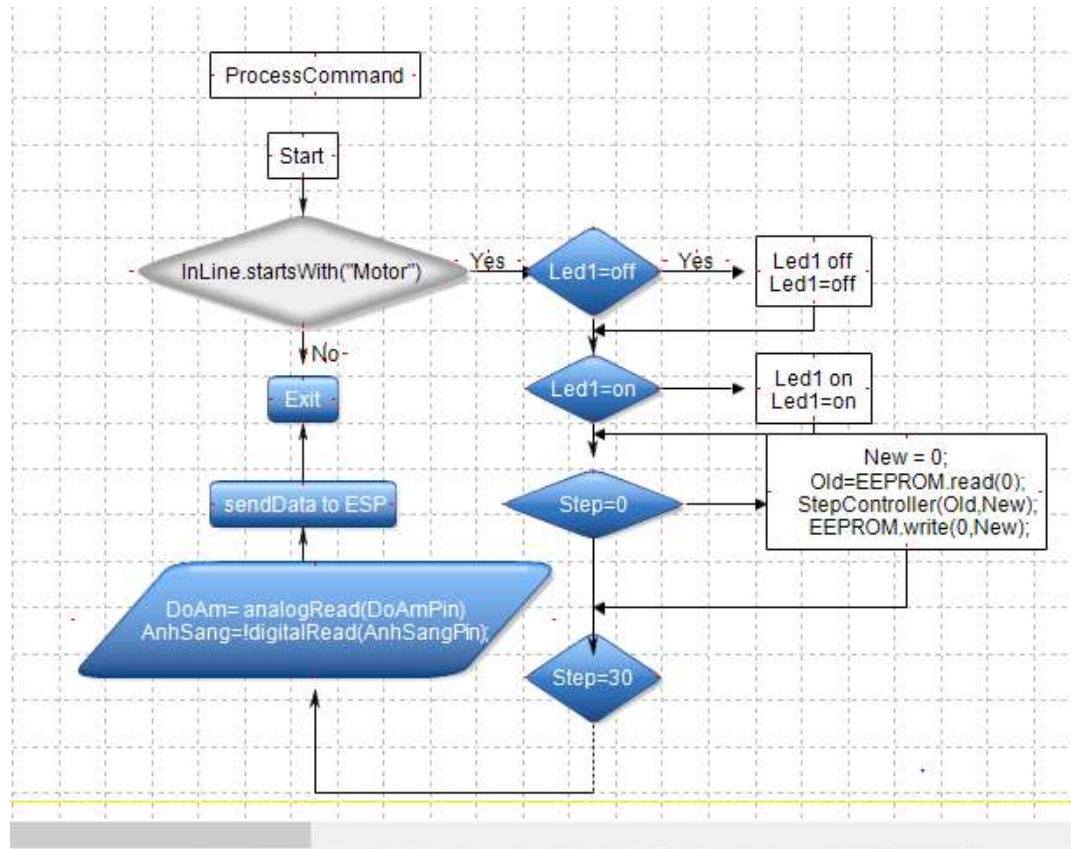 ProcessCommand
Start
InLine.startsWith("Motor")
Yes
Led1=off
Yes
Led1 off
Led1=off
No
Led1=on
Led1 on
Led1=on
Exit
Step=0
New = 0;
Old=EEPROM.read(0);
StepController(Old,New);
EEPROM.write(0,New);
sendData to ESP
DoAm= analogRead(DoAmPin)
AnhSang=!digitalRead(AnhSangPin);
Step=30